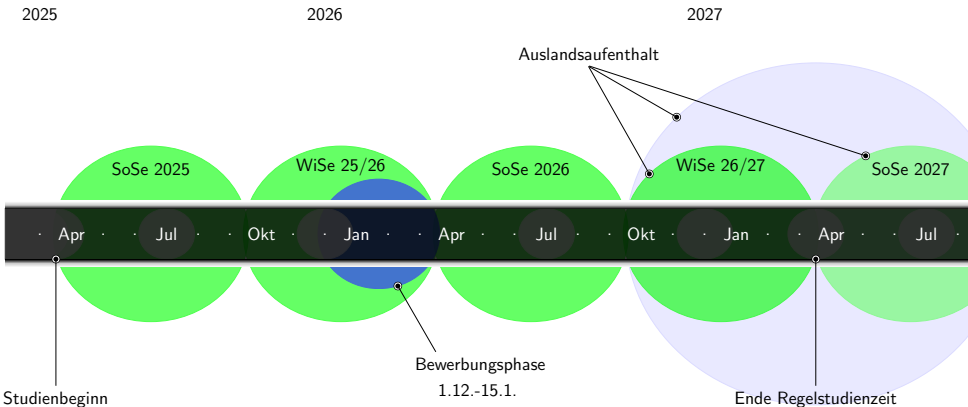 2025 2026 2027
Auslandsaufenthalt
SoSe 2025 WiSe 25/26 SoSe 2026 WiSe 26/27 SoSe 2027
Apr Jul Okt Jan Apr Jul Okt Jan Apr Jul
Bewerbungsphase
1.12.-15.1.
Studienbeginn Ende Regelstudienzeit